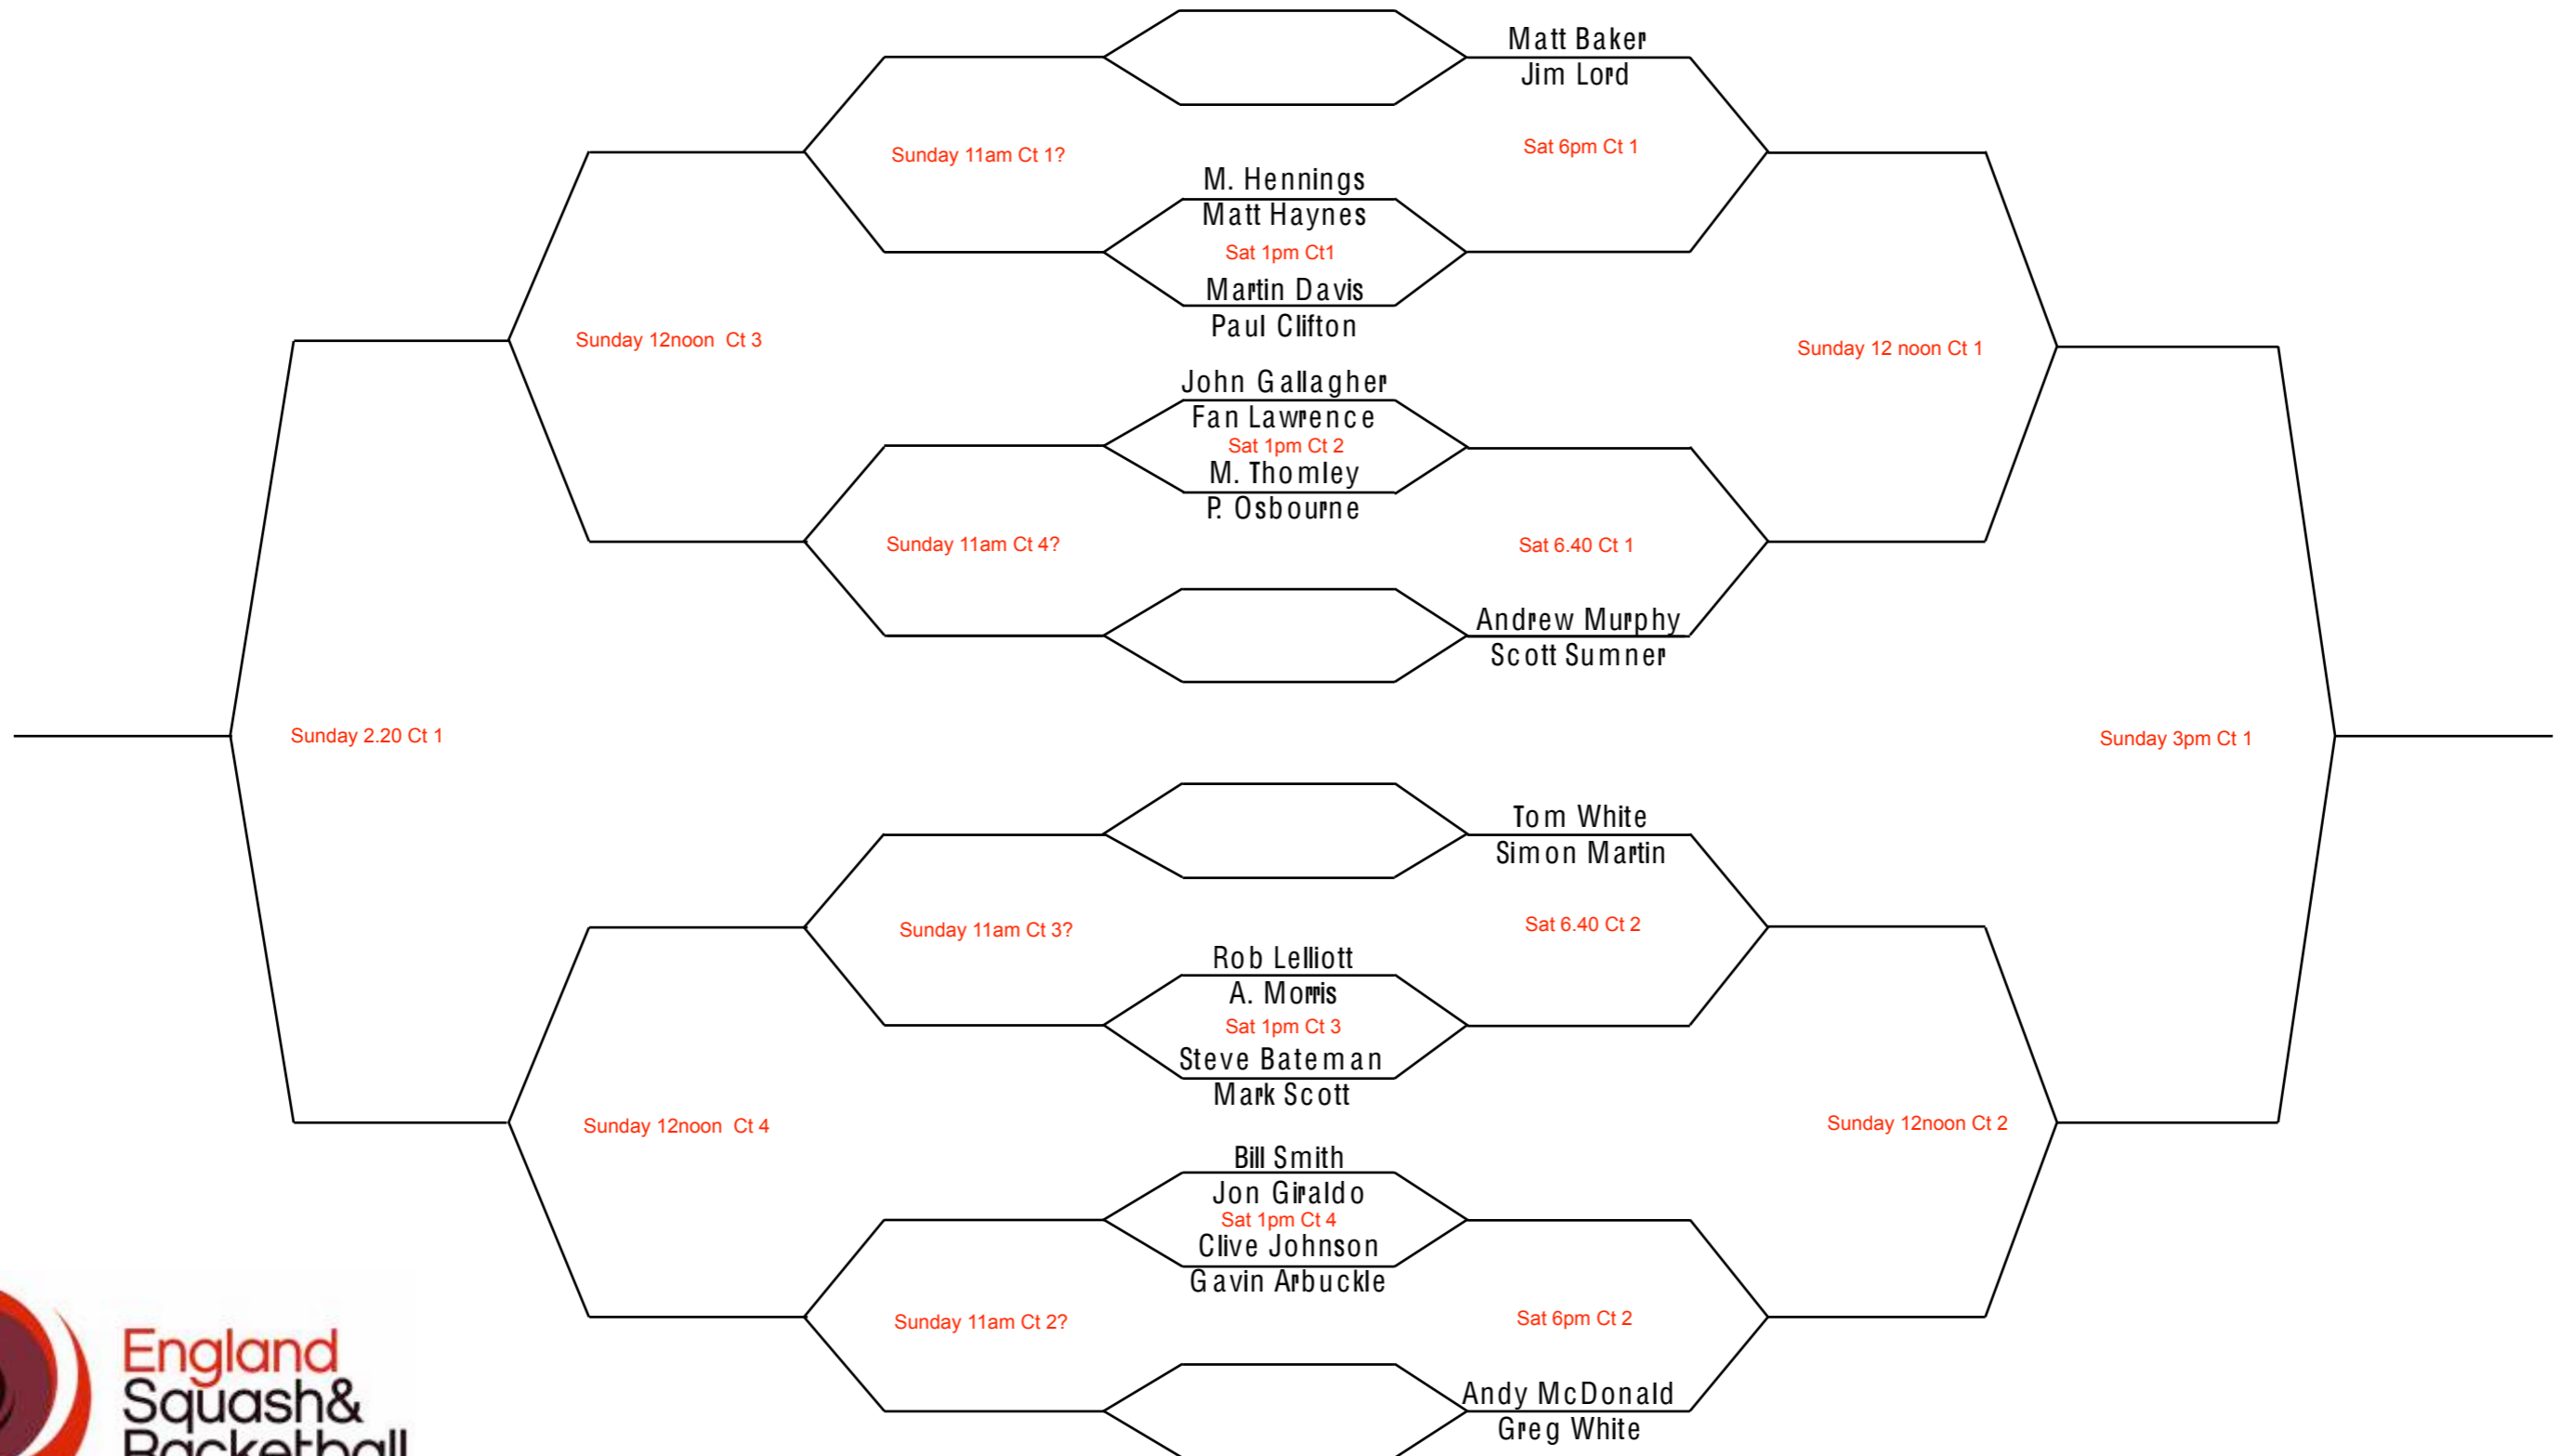 Matt Baker
Jim Lord
Sunday 11am Ct 1?
Sat 6pm Ct 1
M. Hennings
Matt Haynes
Sat 1pm Ct1
Martin Davis
Paul Clifton
Sunday 12noon Ct 3
Sunday 12 noon Ct 1
John Gallagher
Fan Lawrence
Sat 1pm Ct 2
M. Thomley
P. Osbourne
Sunday 11am Ct 4?
Sat 6.40 Ct 1
Andrew Murphy
Scott Sumner
Sunday 2.20 Ct 1
Sunday 3pm Ct 1
Tom White
Simon Martin
Sunday 11am Ct 3?
Sat 6.40 Ct 2
Rob Lelliott
A. Morris
Sat 1pm Ct 3
Steve Bateman
Mark Scott
Sunday 12noon Ct 4
Sunday 12noon Ct 2
Bill Smith
Jon Giraldo
Sat 1pm Ct 4
Clive Johnson
Gavin Arbuckle
Sunday 11am Ct 2?
Sat 6pm Ct 2
Andy McDonald
Greg White
England
Squash&
Racketball